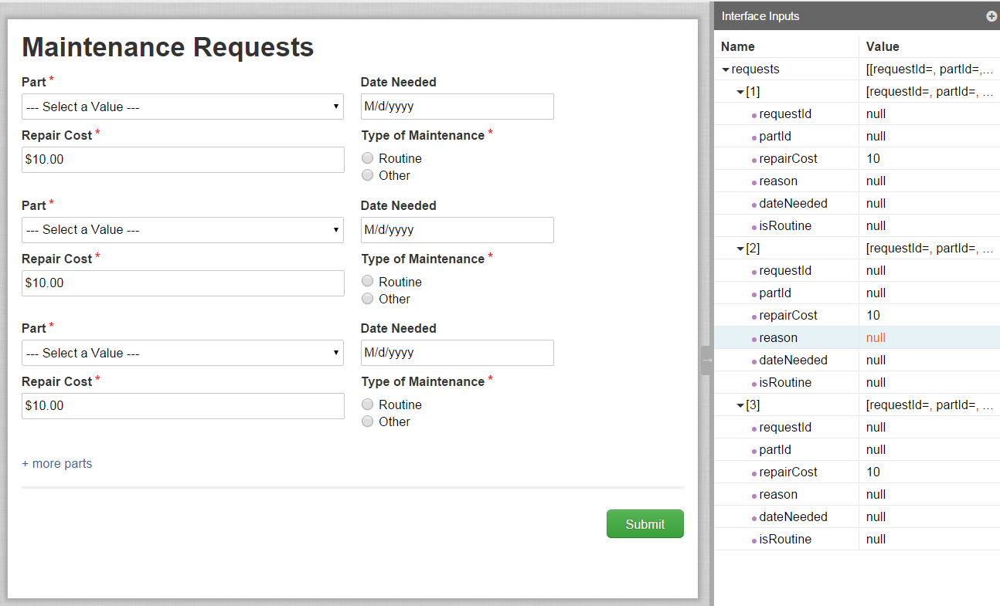 Maintenance Requests
Part *
Date Needed
--- Select a Value ---
M/d/yyyy
Repair Cost *
Type of Maintenance *
$10.00
Routine
Other
Part *
Date Needed
--- Select a Value ---
M/d/yyyy
Repair Cost *
Type of Maintenance *
$10.00
Routine
Other
Part *
Date Needed
--- Select a Value ---
M/d/yyyy
Repair Cost *
Type of Maintenance *
$10.00
Routine
Other
+ more parts
Submit
Interface Inputs
Name Value
requests [[requestId=, partId=,...
[1] [requestId=, partId=, ...
requestId null
partId null
repairCost 10
reason null
dateNeeded null
isRoutine null
[2] [requestId=, partId=, ...
requestId null
partId null
repairCost 10
reason null
dateNeeded null
isRoutine null
[3] [requestId=, partId=, ...
requestId null
partId null
repairCost 10
reason null
dateNeeded null
isRoutine null